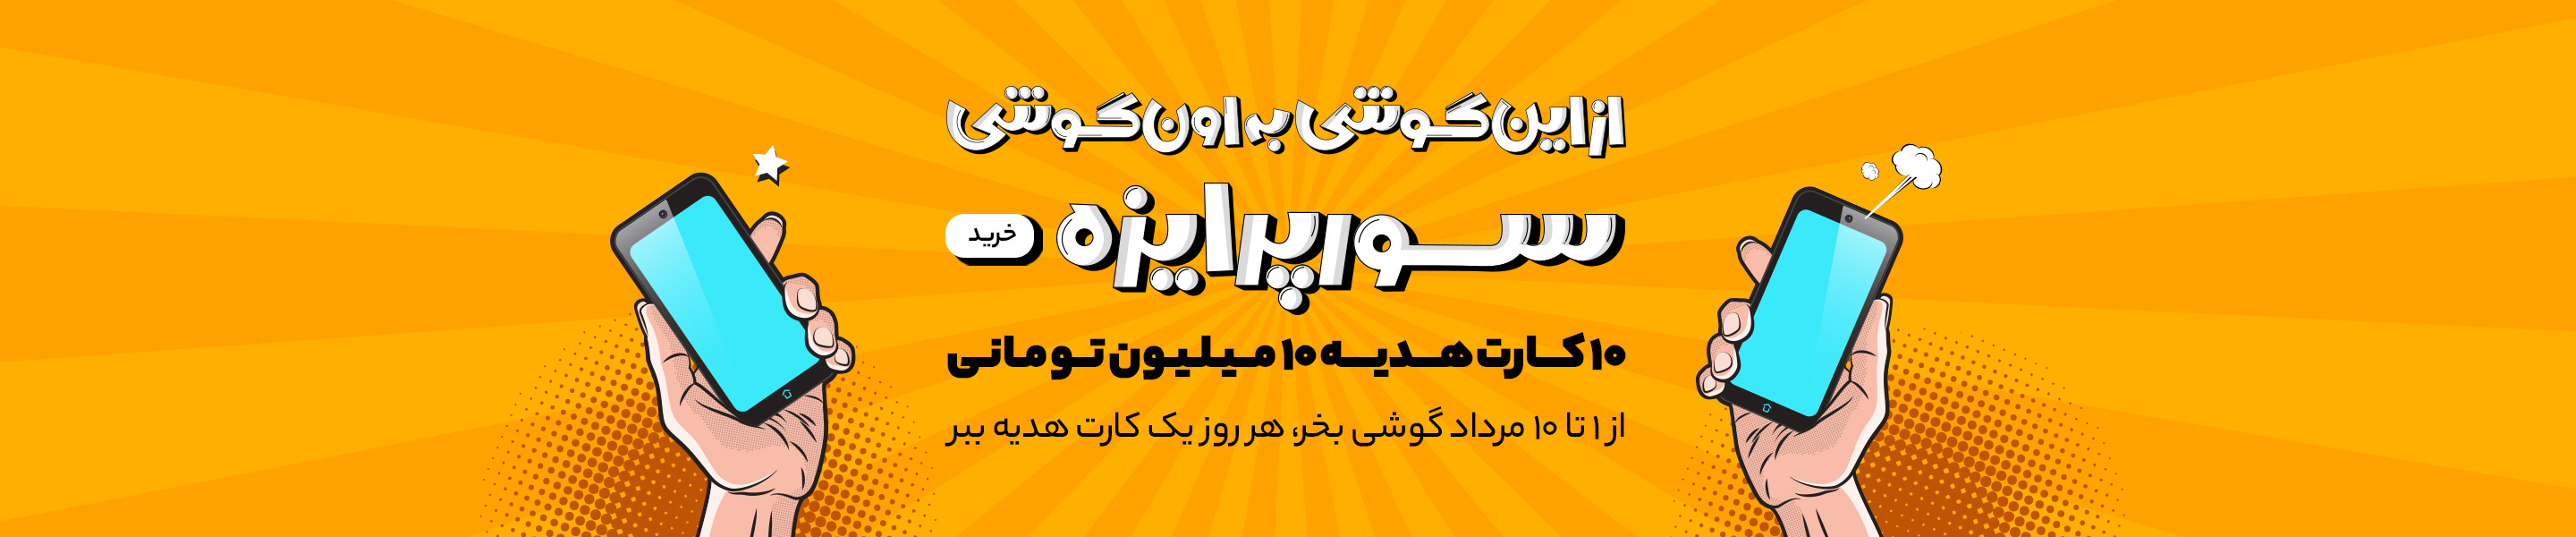 از این گوشی به اون گوشی
سورپرایزه
خرید
۱۰ کارت هدیه ۱۰ میلیون تومانی
از ۱ تا ۱۰ مرداد گوشی بخر، هر روز یک کارت هدیه ببر